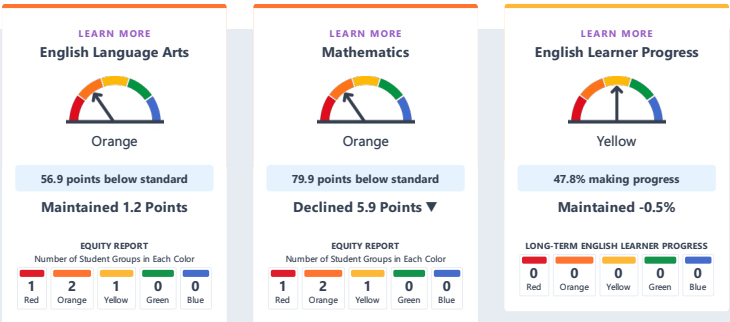 LEARN MORE
English Language Arts
Orange
56.9 points below standard
Maintained 1.2 Points
EQUITY REPORT
Number of Student Groups in Each Color
1 2 1 0 0
Red Orange Yellow Green Blue
LEARN MORE
Mathematics
Orange
79.9 points below standard
Declined 5.9 Points ▼
EQUITY REPORT
Number of Student Groups in Each Color
1 2 1 0 0
Red Orange Yellow Green Blue
LEARN MORE
English Learner Progress
Yellow
47.8% making progress
Maintained -0.5%
LONG-TERM ENGLISH LEARNER PROGRESS
0 0 0 0 0
Red Orange Yellow Green Blue